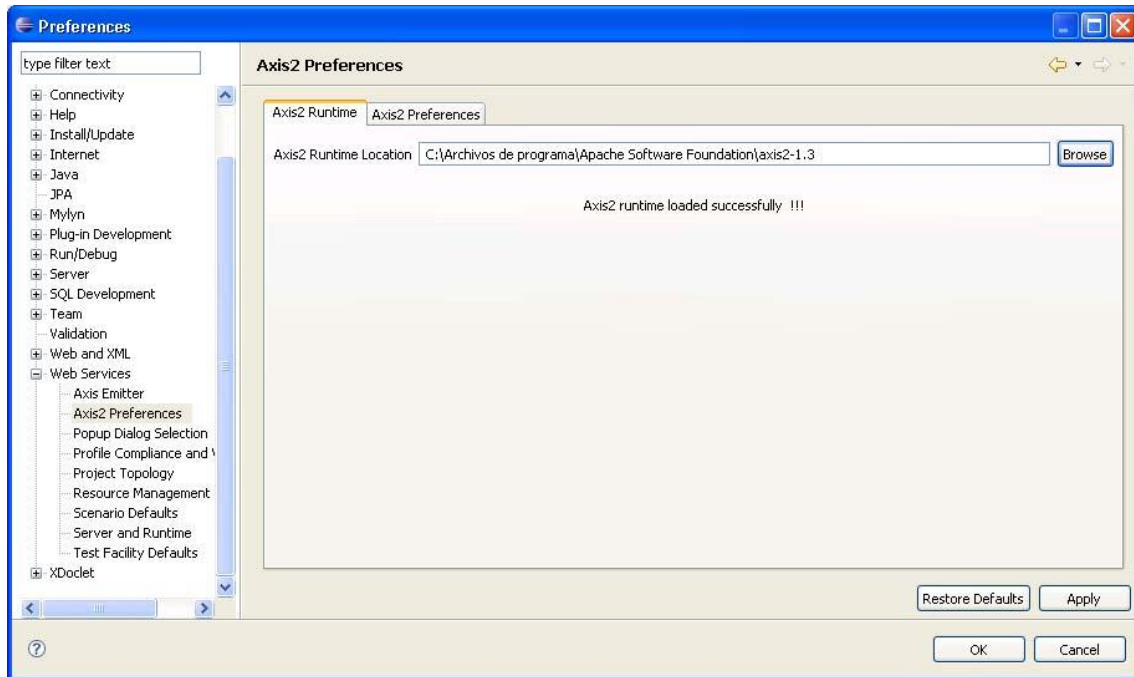 Preferences
type filter text
Connectivity
Help
Install/Update
Internet
Java
JPA
Mylyn
Plug-in Development
Run/Debug
Server
SQL Development
Team
Validation
Web and XML
Web Services
Axis Emitter
Axis2 Preferences
Popup Dialog Selection
Profile Compliance and
Project Topology
Resource Management
Scenario Defaults
Server and Runtime
Test Facility Defaults
XDoclet
Axis2 Preferences
Axis2 Runtime Axis2 Preferences
Axis2 Runtime Location C:\Archivos de programa\Apache Software Foundation\axis2-1.3 Browse
Axis2 runtime loaded successfully !!!
Restore Defaults Apply
? OK Cancel